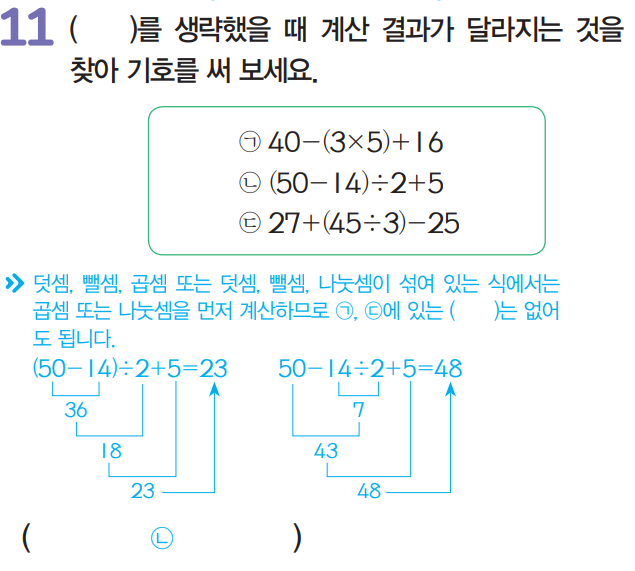 11 (      )를 생략했을 때 계산 결과가 달라지는 것을
찾아 기호를 써 보세요.
㉠ 40－(3×5)＋16
㉡ (50－14)÷2＋5
㉢ 27＋(45÷3)－25
덧셈, 뺄셈, 곱셈 또는 덧셈, 뺄셈, 나눗셈이 섞여 있는 식에서는
곱셈 또는 나눗셈을 먼저 계산하므로 ㉠, ㉢에 있는 (      )는 없어
도 됩니다.
(50－14)÷2＋5＝23    50－14÷2＋5＝48
36    7
18    43
23    48
(      ㉡      )